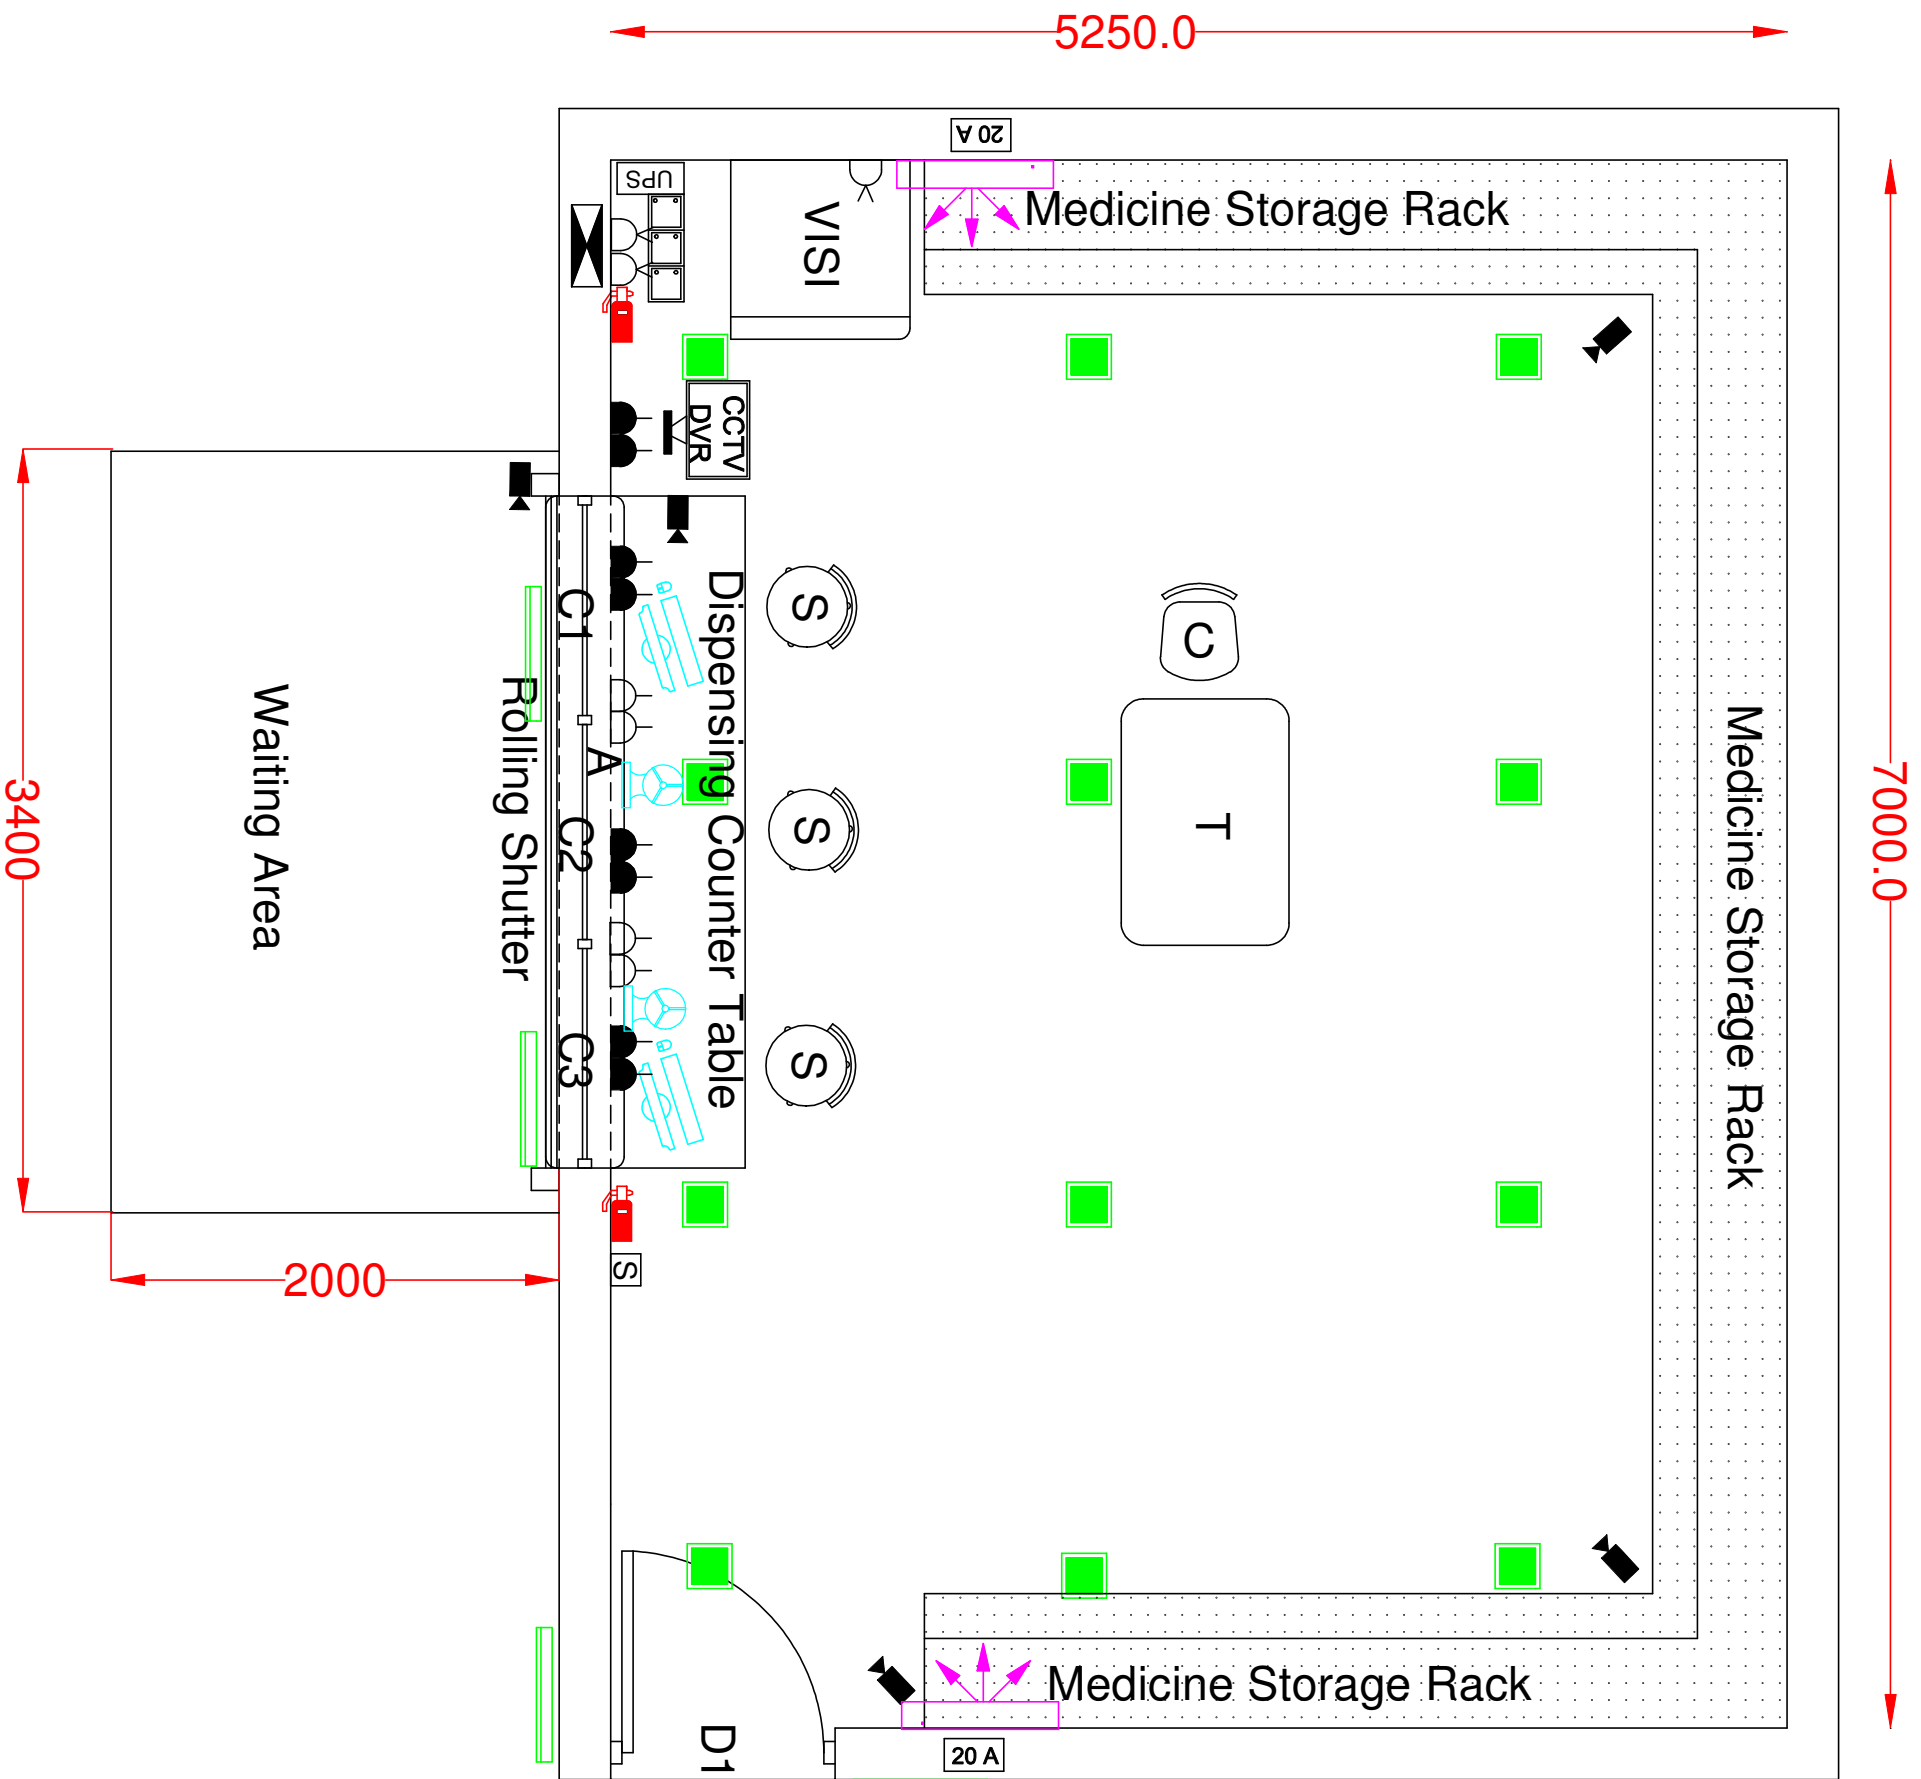 5250.0
20 A
UPS
VISI
Medicine Storage Rack
CCTV
DVR
7000.0
3400
Waiting Area
Rolling Shutter
C1
A
C2
C3
Dispensing Counter Table
S
S
S
C
T
Medicine Storage Rack
2000
S
D1
Medicine Storage Rack
20 A